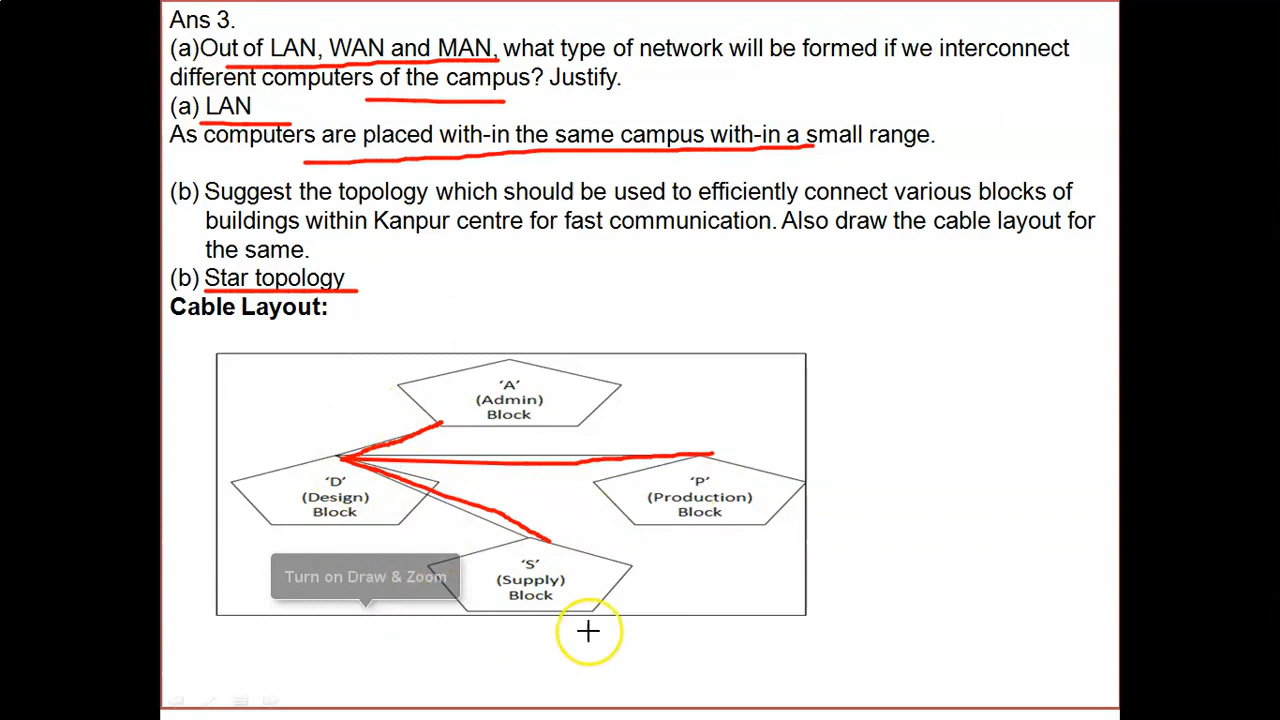 Ans 3.
(a)Out of LAN, WAN and MAN, what type of network will be formed if we interconnect
different computers of the campus? Justify.
(a) LAN
As computers are placed with-in the same campus with-in a small range.
(b) Suggest the topology which should be used to efficiently connect various blocks of
buildings within Kanpur centre for fast communication. Also draw the cable layout for
the same.
(b) Star topology
Cable Layout:
‘A’
(Admin)
Block
‘D’
(Design)
Block
‘P’
(Production)
Block
‘S’
(Supply)
Block
Turn on Draw & Zoom